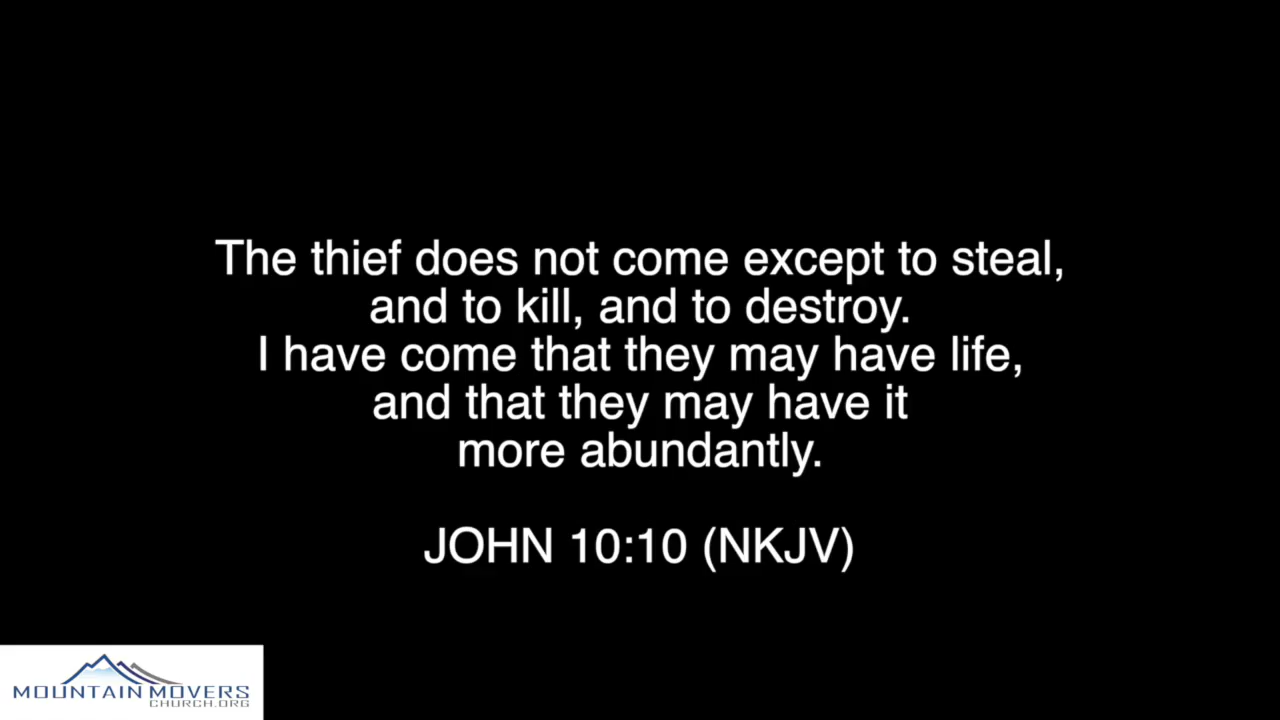 The thief does not come except to steal,
and to kill, and to destroy.
I have come that they may have life,
and that they may have it
more abundantly.
JOHN 10:10 (NKJV)
MOUNTAIN MOVERS
CHURCH.ORG